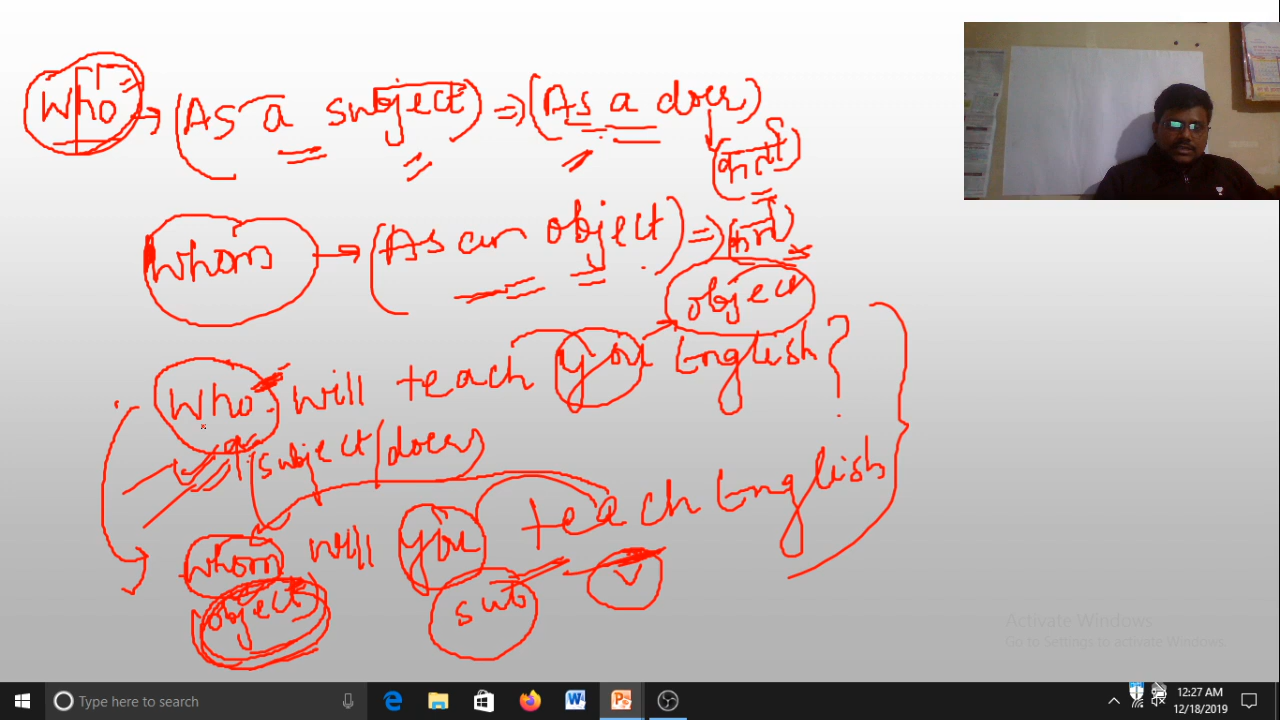 Who → (As a subject) ⇒ (As a doer)
(कर्ता)
Whom → (As an object) ⇒ (कर्म)
object
Who will teach you English?
subject/doer
whom will you teach English
object sub V
Activate Windows
Go to Settings to activate Windows
Type here to search
12:27 AM
12/18/2019